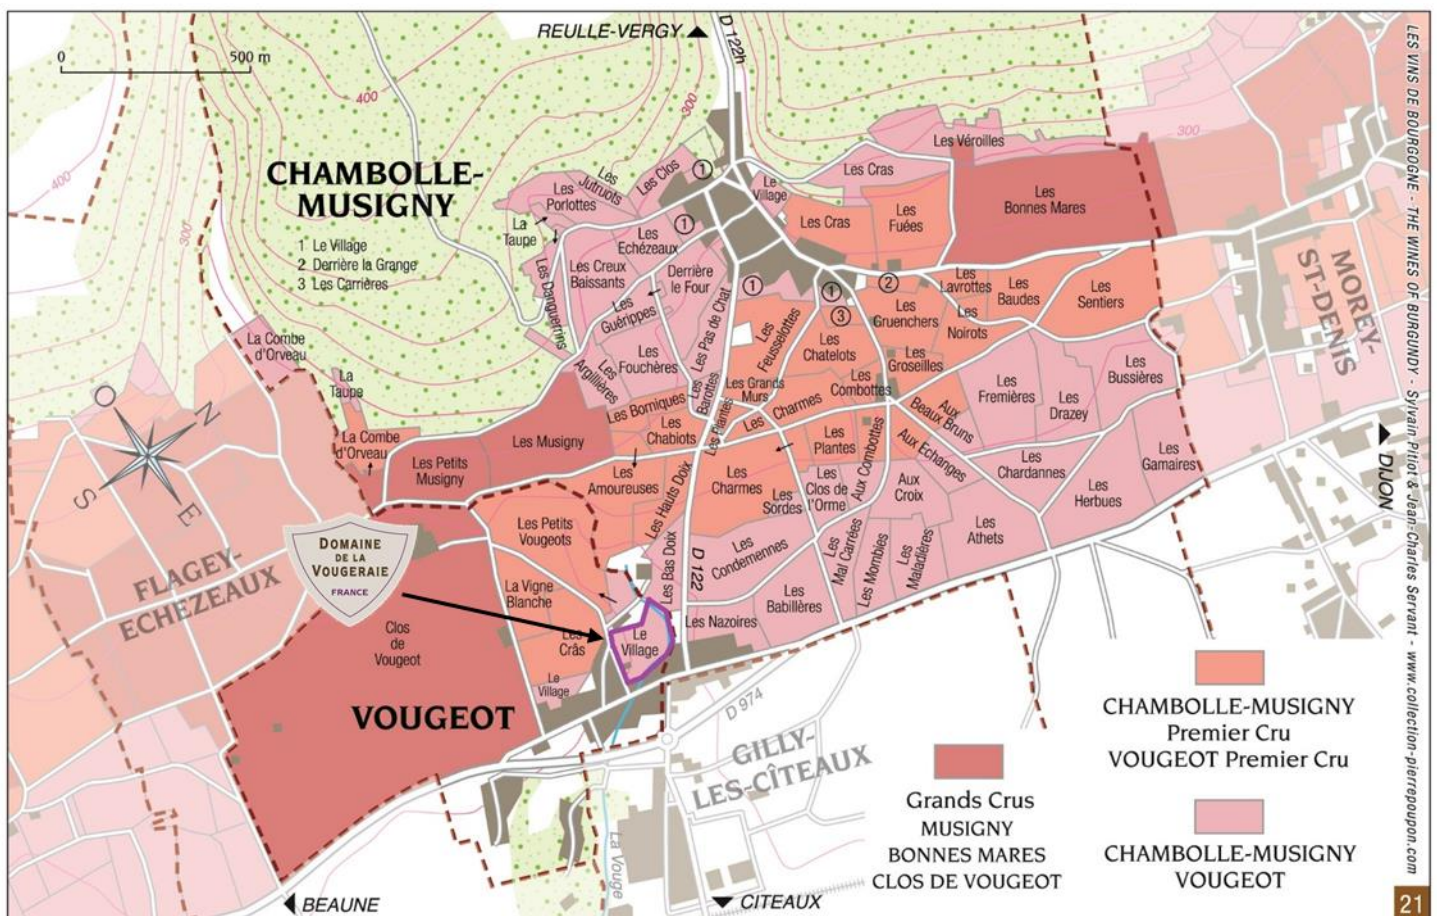 REULLE-VERGY
D 122h
0 500 m
400
300
400
300
300
CHAMBOLLE-
MUSIGNY
1 Le Village
2 Derrière la Grange
3 Les Carrières
Les Véroilles
Les Cras
Les
Bonnes Mares
Le
Village
Les Cras
Les
Fuées
Les Clos
1
Les
Jutruots
Les
Porlottes
La
Taupe
Les
Echézeaux
1
Les Creux
Baissants
Derrière
le Four
Les Danguerrins
Les
Guérippes
Les Pas de Chat
1
1
2
3
Les
Fouchères
Les
Argillières
Les
Barottes
Les
Feusselottes
Les
Chatelots
Les
Gruenchers
Les
Lavrottes
Les
Baudes
Les
Sentiers
Les
Noirots
Les
Groseilles
Les
Combottes
Les Grands
Murs
Les Borniques
Les
Chabiots
Les Plantes
Les Charmes
Les
Plantes
Aux
Beaux Bruns
Les
Fremières
Les
Drazey
Les
Bussières
Les
Gamaires
Les
Chardannes
Les
Herbues
Aux Echanges
Aux Combottes
Aux
Croix
Les
Athets
La Combe
d'Orveau
La
Taupe
La Combe
d'Orveau
Les Petits
Musigny
Les Musigny
Les
Amoureuses
Les Hauts Doix
Les
Charmes
Les
Sordes
Les
Clos de
l'Orme
Les
Mal Carrées
Les Mombies
Les
Maladières
Les
Condemennes
Les
Babillères
Les Nazoires
Les Bas Doix
D 122
Les Petits
Vougeots
La Vigne
Blanche
Les
Crâs
Le
Village
Le
Village
Clos
de
Vougeot
VOUGEOT
DOMAINE
DE LA
VOUGERAIE
FRANCE
O
N
S
E
FLAGEY-
ECHEZEAUX
MOREY-
ST-DENIS
DIJON
GILLY-
LES-CÎTEAUX
D 974
La Vouge
BEAUNE
CITEAUX
Grands Crus
MUSIGNY
BONNES MARES
CLOS DE VOUGEOT
CHAMBOLLE-MUSIGNY
Premier Cru
VOUGEOT Premier Cru
CHAMBOLLE-MUSIGNY
VOUGEOT
LES VINS DE BOURGOGNE - THE WINES OF BURGUNDY - Sylvain Pitiot & Jean-Charles Servant - www.collection-pierrepoupon.com
21